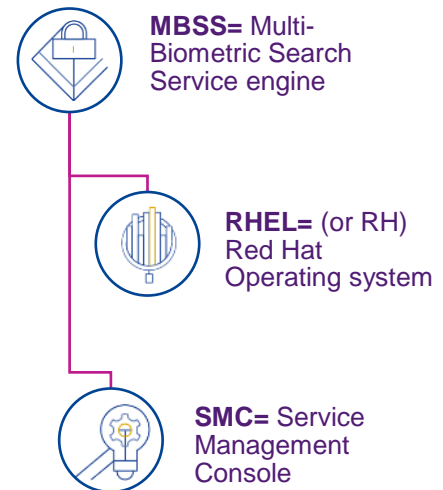 MBSS= Multi-
Biometric Search
Service engine
RHEL= (or RH)
Red Hat
Operating system
SMC= Service
Management
Console